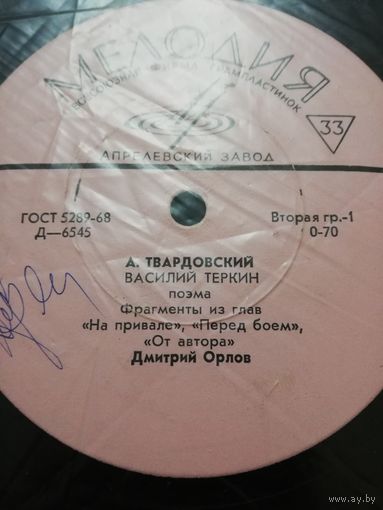 МЕЛОДИЯ
ВСЕСОЮЗНАЯ ФИРМА ГРАМПЛАСТИНОК
33
АПРЕЛЕВСКИЙ ЗАВОД
ГОСТ 5289-68
Д—6545
Вторая гр.-1
0-70
А. ТВАРДОВСКИЙ
ВАСИЛИЙ ТЕРКИН
поэма
Фрагменты из глав
«На привале», «Перед боем»,
«От автора»
Дмитрий Орлов
www.ay.by